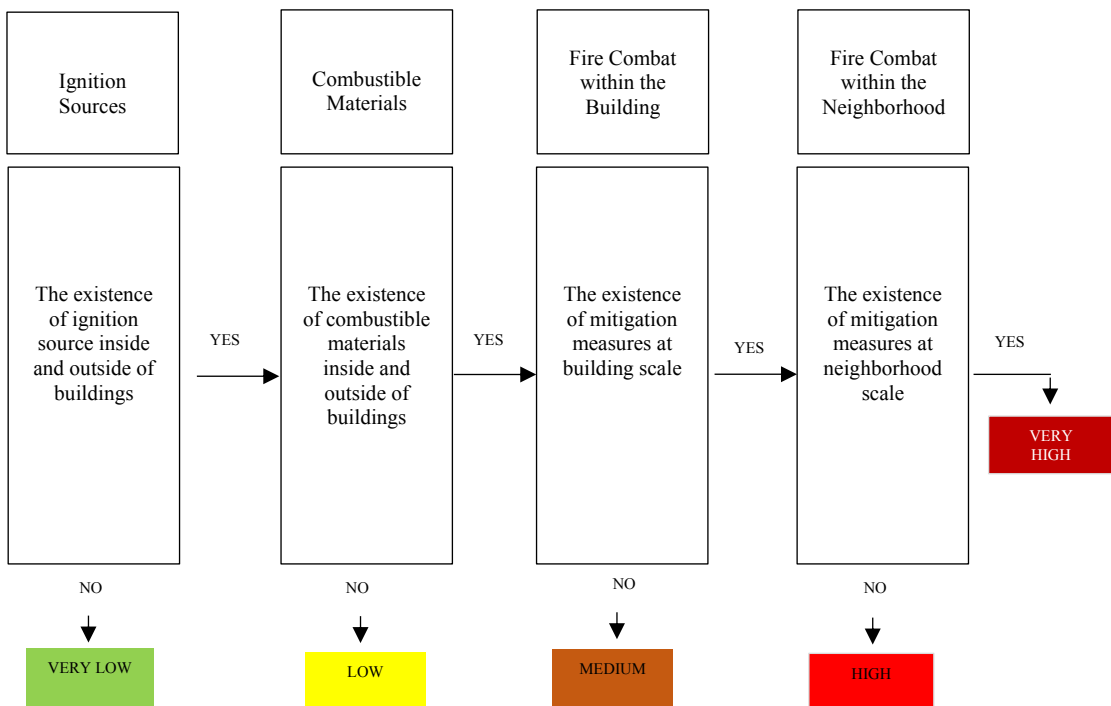 Ignition
Sources
Combustible
Materials
Fire Combat
within the
Building
Fire Combat
within the
Neighborhood
The existence
of ignition
source inside
and outside of
buildings
YES
The existence
of combustible
materials
inside and
outside of
buildings
YES
The existence
of mitigation
measures at
building scale
YES
The existence
of mitigation
measures at
neighborhood
scale
YES
VERY
HIGH
NO
NO
NO
NO
VERY LOW
LOW
MEDIUM
HIGH